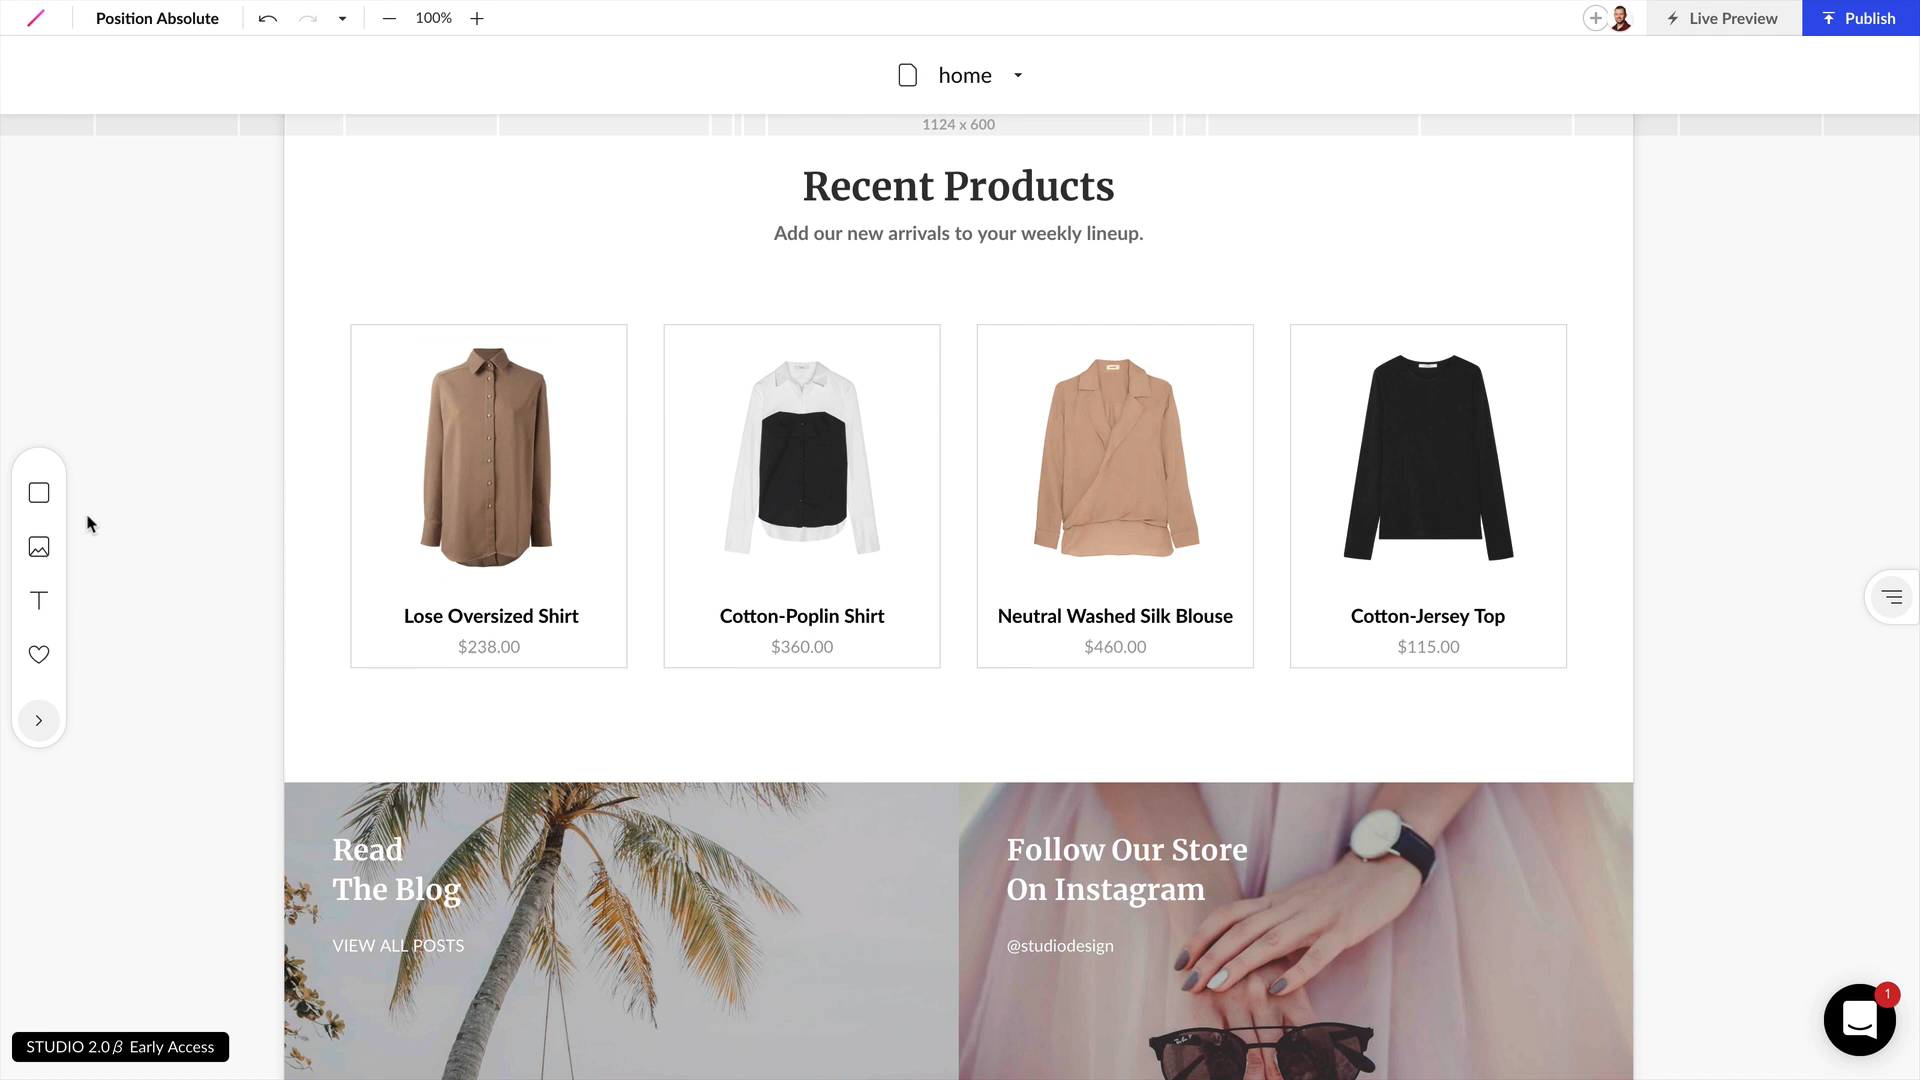 Position Absolute
100%
Live Preview
Publish
home
1124 x 600
Recent Products
Add our new arrivals to your weekly lineup.
Lose Oversized Shirt
$238.00
Cotton-Poplin Shirt
$360.00
Neutral Washed Silk Blouse
$460.00
Cotton-Jersey Top
$115.00
Read
The Blog
VIEW ALL POSTS
Follow Our Store
On Instagram
@studiodesign
Ray-Ban
STUDIO 2.0 β Early Access
1